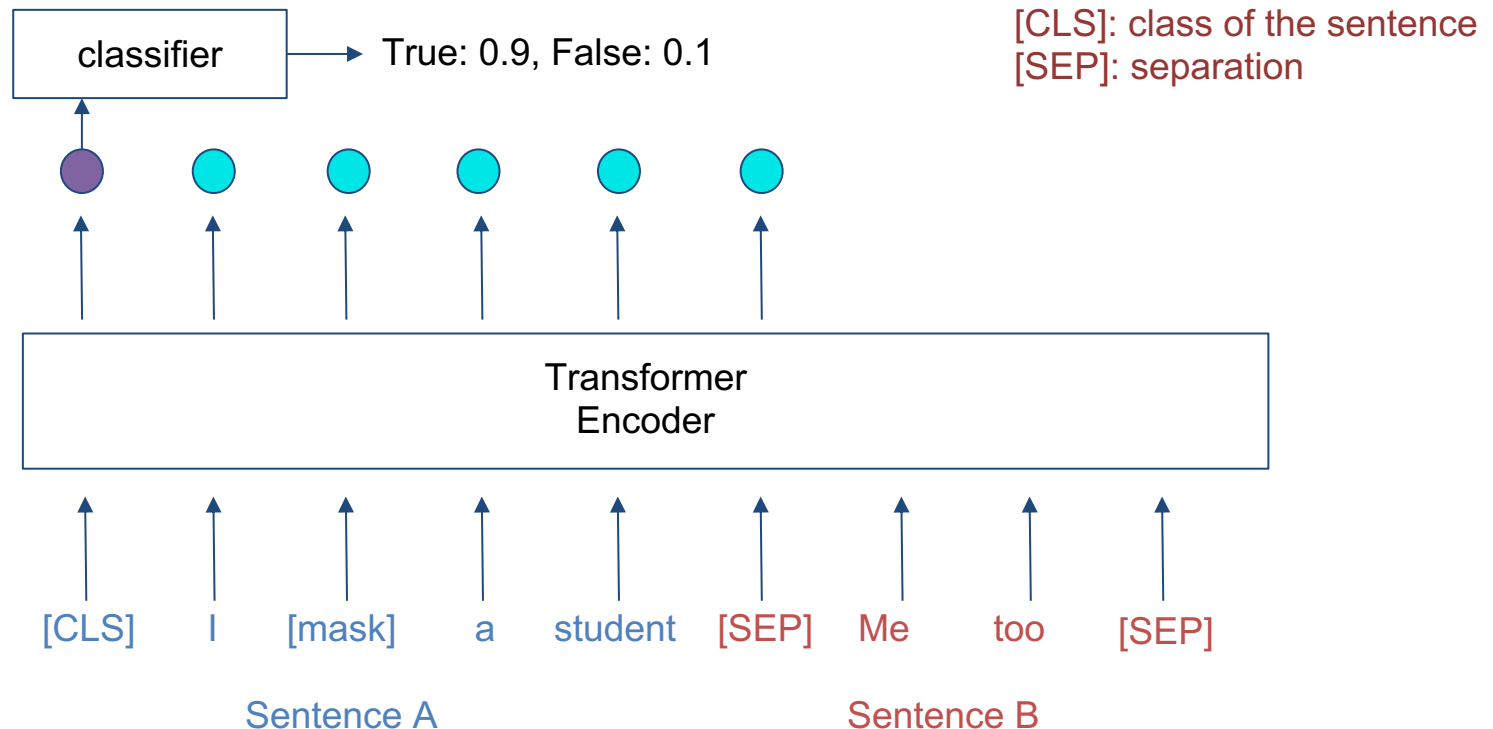 classifier
True: 0.9, False: 0.1
[CLS]: class of the sentence
[SEP]: separation
Transformer
Encoder
[CLS] I [mask] a student [SEP] Me too [SEP]
Sentence A
Sentence B